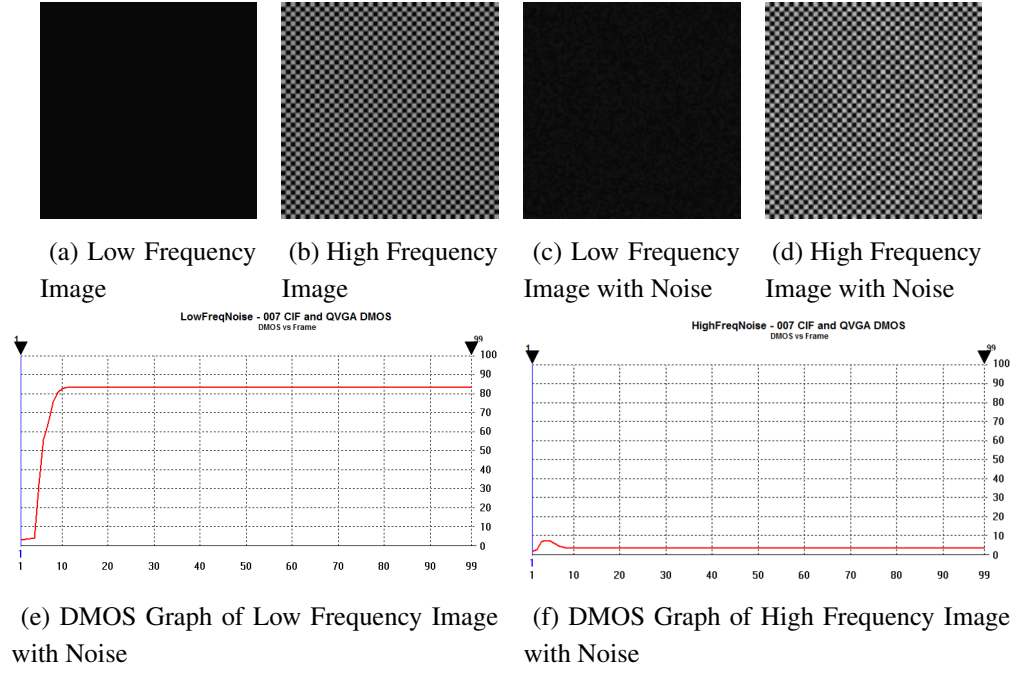 (a) Low Frequency
Image
(b) High Frequency
Image
(c) Low Frequency
Image with Noise
(d) High Frequency
Image with Noise
LowFreqNoise - 007 CIF and QVGA DMOS
DMOS vs Frame
1
99
100
90
80
70
60
50
40
30
20
10
0
1
1 10 20 30 40 50 60 70 80 90 99
(e) DMOS Graph of Low Frequency Image
with Noise
HighFreqNoise - 007 CIF and QVGA DMOS
DMOS vs Frame
1
99
100
90
80
70
60
50
40
30
20
10
0
1
1 10 20 30 40 50 60 70 80 90 99
(f) DMOS Graph of High Frequency Image
with Noise